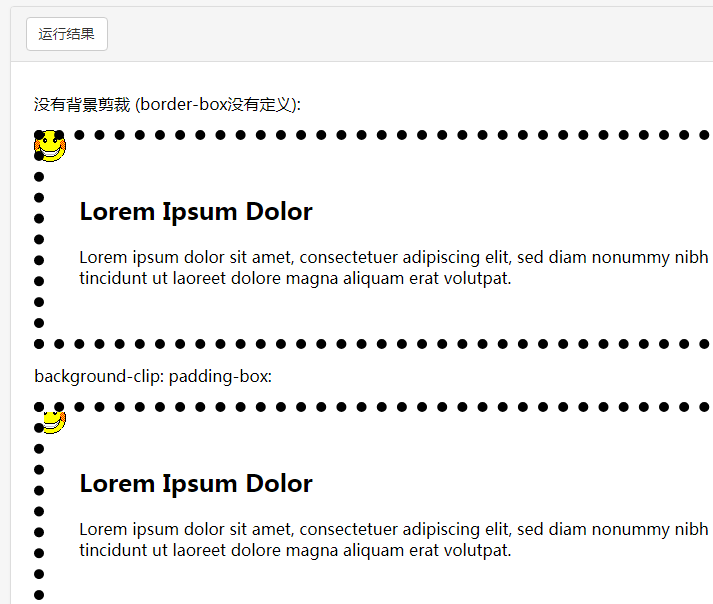 运行结果
没有背景剪裁 (border-box没有定义):
Lorem Ipsum Dolor
Lorem ipsum dolor sit amet, consectetuer adipiscing elit, sed diam nonummy nibh
tincidunt ut laoreet dolore magna aliquam erat volutpat.
background-clip: padding-box:
Lorem Ipsum Dolor
Lorem ipsum dolor sit amet, consectetuer adipiscing elit, sed diam nonummy nibh
tincidunt ut laoreet dolore magna aliquam erat volutpat.